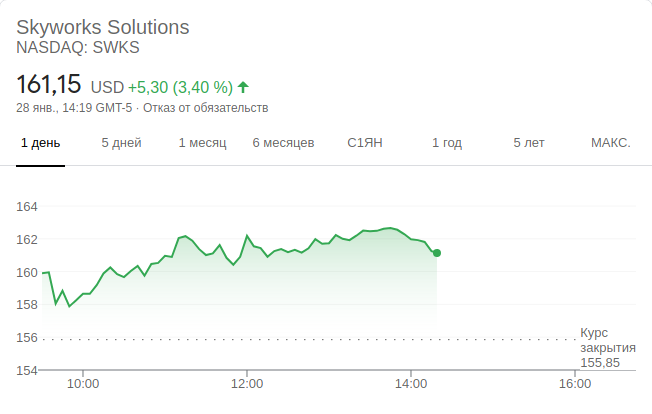 Skyworks Solutions
NASDAQ: SWKS
161,15 USD +5,30 (3,40 %)
28 янв., 14:19 GMT-5 · Отказ от обязательств
1 день 5 дней 1 месяц 6 месяцев С1ЯН 1 год 5 лет МАКС.
164
162
160
158
156
Курс
закрытия
155,85
154
10:00 12:00 14:00 16:00